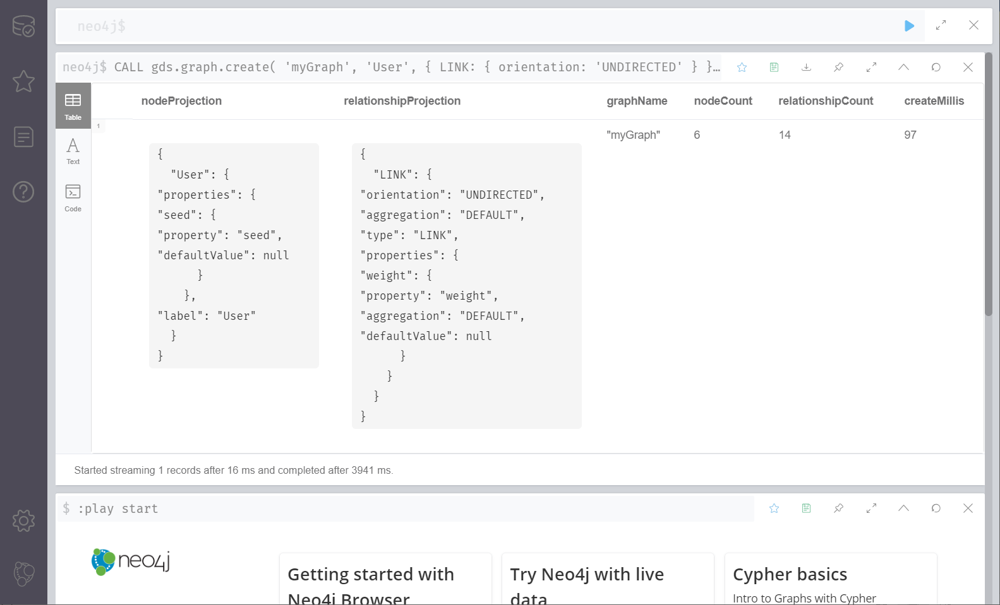 neo4j$
neo4j$ CALL gds.graph.create( 'myGraph', 'User', { LINK: { orientation: 'UNDIRECTED' } }…
Table
Text
Code
nodeProjection relationshipProjection graphName nodeCount relationshipCount createMillis
1
"myGraph" 6 14 97
{
"User": {
"properties": {
"seed": {
"property": "seed",
"defaultValue": null
}
},
"label": "User"
}
}
{
"LINK": {
"orientation": "UNDIRECTED",
"aggregation": "DEFAULT",
"type": "LINK",
"properties": {
"weight": {
"property": "weight",
"aggregation": "DEFAULT",
"defaultValue": null
}
}
}
}
Started streaming 1 records after 16 ms and completed after 3941 ms.
$ :play start
neo4j
Getting started with
Neo4j Browser
Try Neo4j with live
data
Cypher basics
Intro to Graphs with Cypher